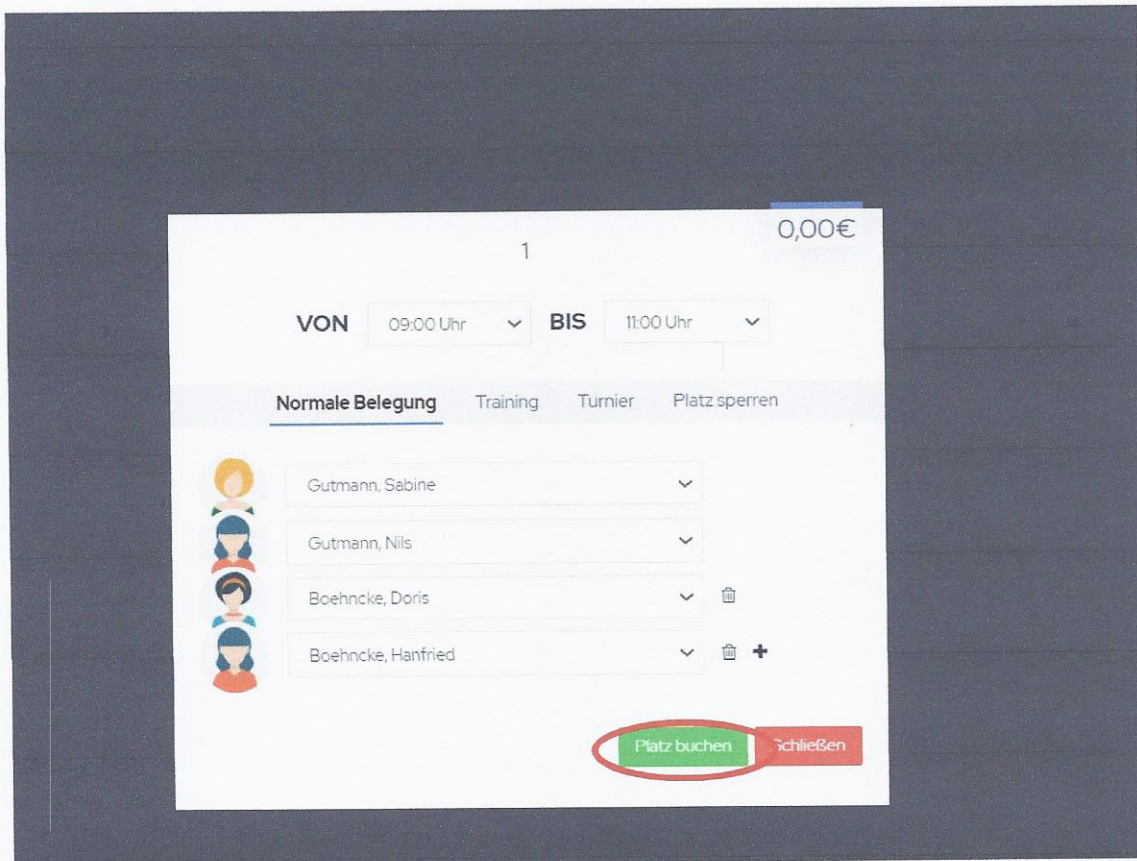 0,00€
1
VON 09:00 Uhr BIS 11:00 Uhr
Normale Belegung Training Turnier Platz sperren
Gutmann, Sabine
Gutmann, Nils
Boehncke, Doris
Boehncke, Hanfried
Platz buchen Schließen